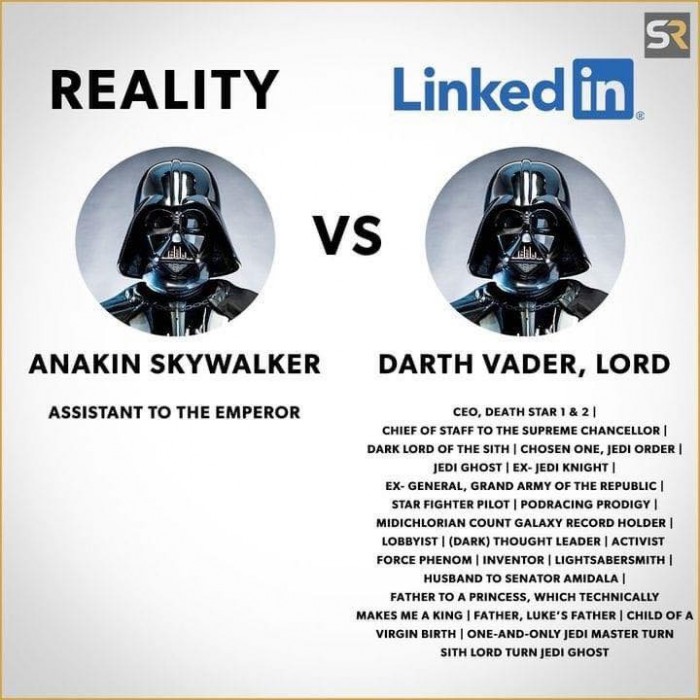 SR
REALITY
Linked in®
VS
ANAKIN SKYWALKER
ASSISTANT TO THE EMPEROR
DARTH VADER, LORD
CEO, DEATH STAR 1 & 2 |
CHIEF OF STAFF TO THE SUPREME CHANCELLOR |
DARK LORD OF THE SITH | CHOSEN ONE, JEDI ORDER |
JEDI GHOST | EX- JEDI KNIGHT |
EX- GENERAL, GRAND ARMY OF THE REPUBLIC |
STAR FIGHTER PILOT | PODRACING PRODIGY |
MIDICHLORIAN COUNT GALAXY RECORD HOLDER |
LOBBYIST | (DARK) THOUGHT LEADER | ACTIVIST
FORCE PHENOM | INVENTOR | LIGHTSABERSMITH |
HUSBAND TO SENATOR AMIDALA |
FATHER TO A PRINCESS, WHICH TECHNICALLY
MAKES ME A KING | FATHER, LUKE'S FATHER | CHILD OF A
VIRGIN BIRTH | ONE-AND-ONLY JEDI MASTER TURN
SITH LORD TURN JEDI GHOST